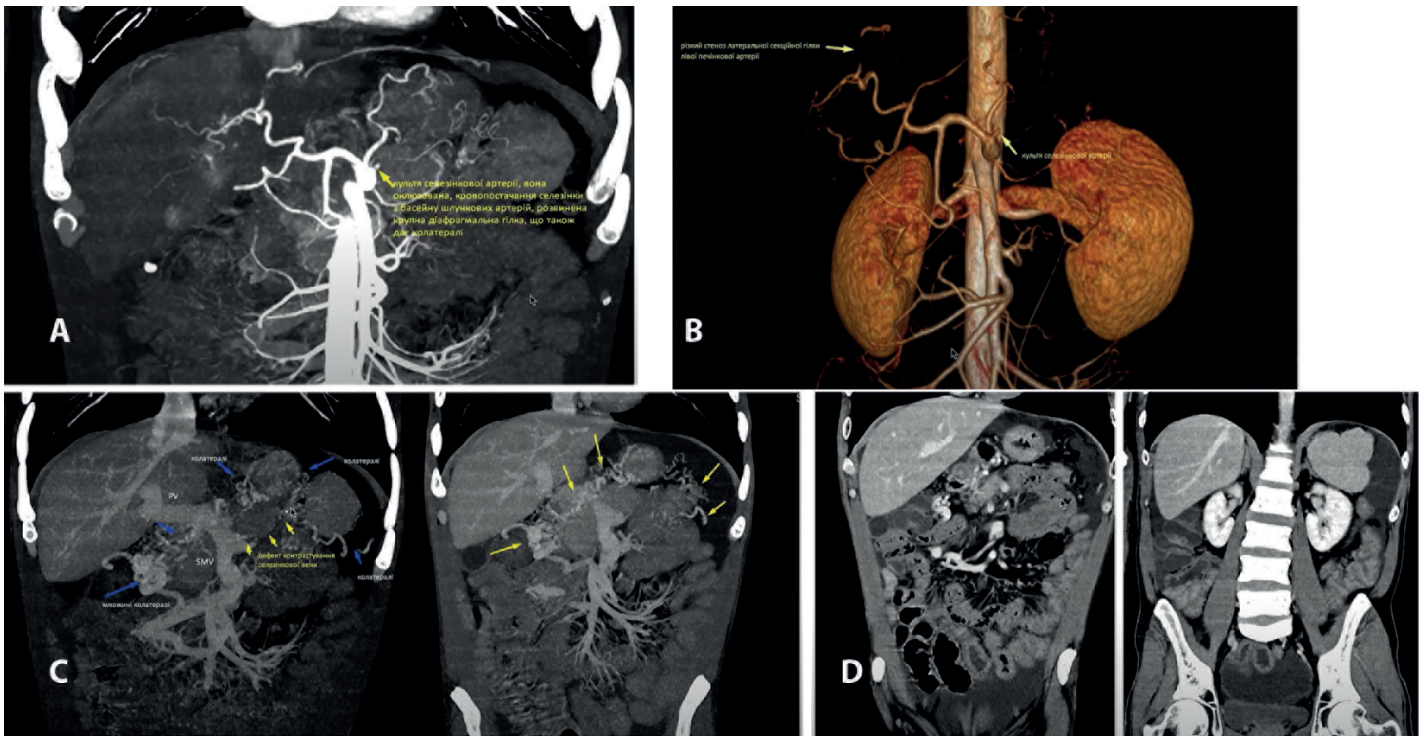 культя селезінкової артерії, вона
оклюзована, кровопостачання селезінки
з басейну шлункових артерій, розвинена
крупна діафрагмальна гілка, що також
дає колатералі
A
різкий стеноз латеральної секційної гілки
лівої печінкової артерії
культя селезінкової артерії
B
колатералі
колатералі
PV
дефект контрастування
селезінкової вени
SMV
колатералі
множинні колатералі
C
D